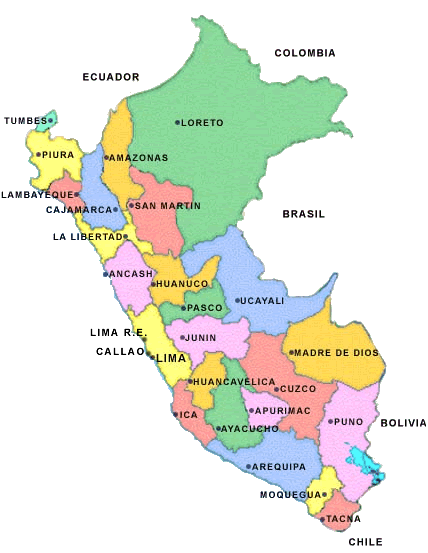 COLOMBIA
ECUADOR
TUMBES
LORETO
PIURA
AMAZONAS
LAMBAYEQUE
CAJAMARCA
SAN MARTIN
BRASIL
LA LIBERTAD
ANCASH
HUANUCO
UCAYALI
PASCO
LIMA R.E.
JUNIN
CALLAO
LIMA
MADRE DE DIOS
HUANCAVELICA
CUZCO
ICA
APURIMAC
AYACUCHO
PUNO
BOLIVIA
AREQUIPA
MOQUEGUA
TACNA
CHILE